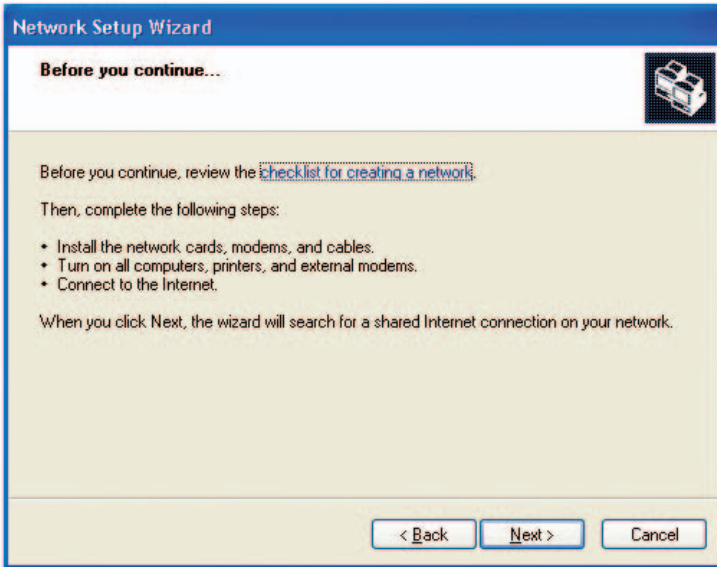 Network Setup Wizard
Before you continue...
Before you continue, review the checklist for creating a network.
Then, complete the following steps:
• Install the network cards, modems, and cables.
• Turn on all computers, printers, and external modems.
• Connect to the Internet.
When you click Next, the wizard will search for a shared Internet connection on your network.
< Back Next > Cancel